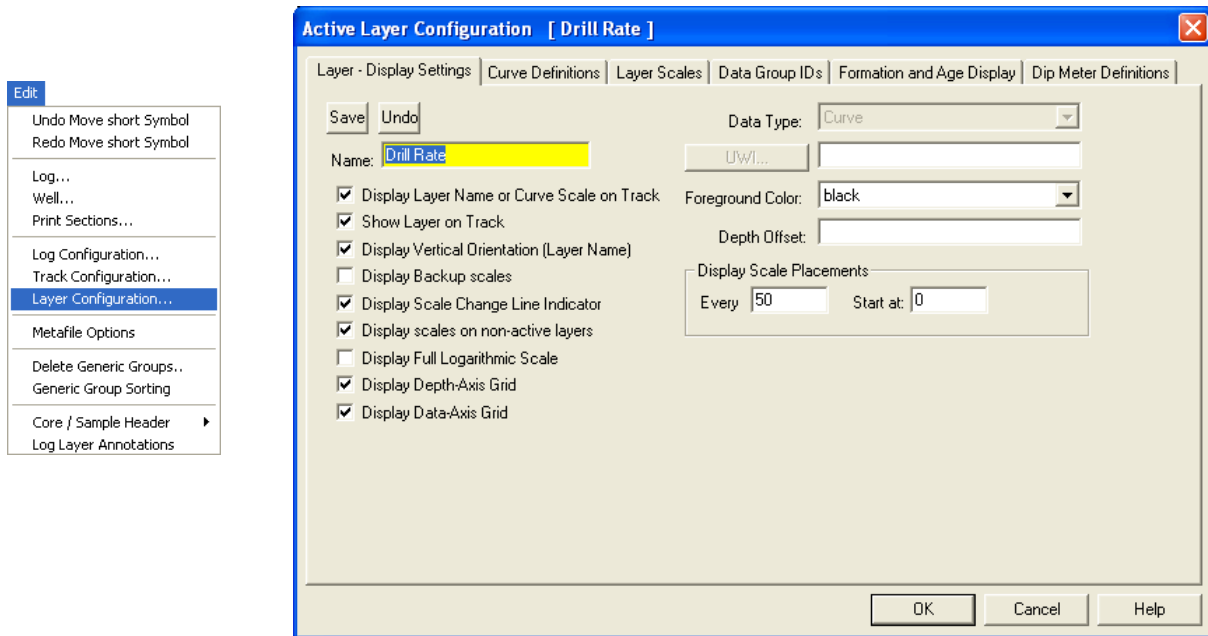 Edit
Undo Move short Symbol
Redo Move short Symbol
Log...
Well...
Print Sections...
Log Configuration...
Track Configuration...
Layer Configuration...
Metafile Options
Delete Generic Groups..
Generic Group Sorting
Core / Sample Header
Log Layer Annotations
Active Layer Configuration [ Drill Rate ]
Layer - Display Settings Curve Definitions Layer Scales Data Group IDs Formation and Age Display Dip Meter Definitions
Save Undo
Name: Drill Rate
Display Layer Name or Curve Scale on Track
Show Layer on Track
Display Vertical Orientation (Layer Name)
Display Backup scales
Display Scale Change Line Indicator
Display scales on non-active layers
Display Full Logarithmic Scale
Display Depth-Axis Grid
Display Data-Axis Grid
Data Type: Curve
UWI...
Foreground Color: black
Depth Offset:
Display Scale Placements
Every 50 Start at: 0
OK Cancel Help